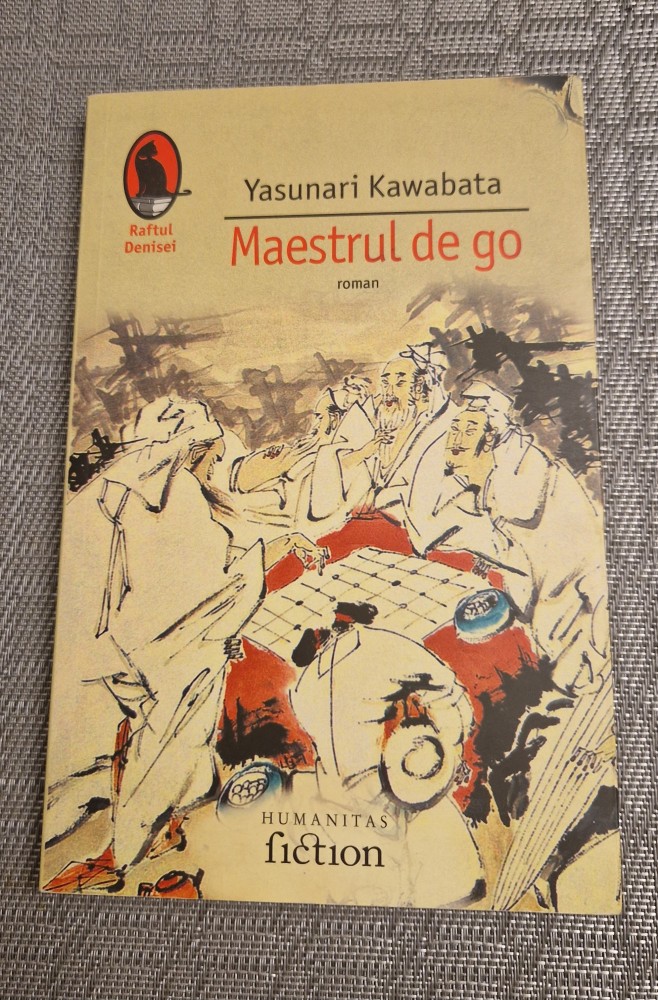 Yasunari Kawabata
Maestrul de go
roman
Raftul
Denisei
HUMANITAS
fiction